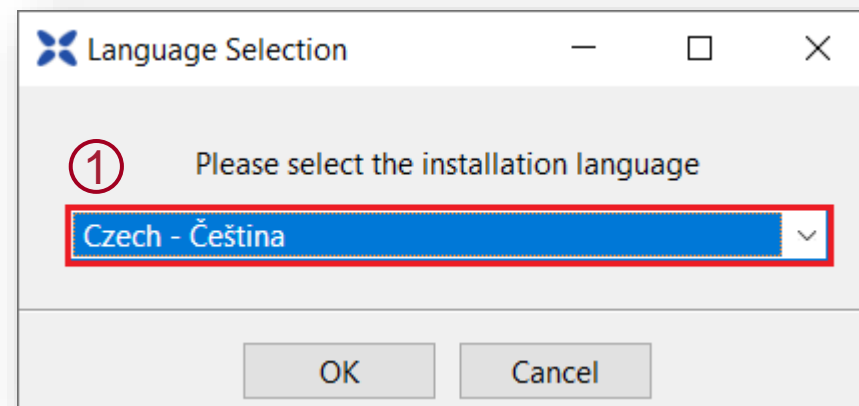 Language Selection
① Please select the installation language
Czech - Čeština
OK Cancel